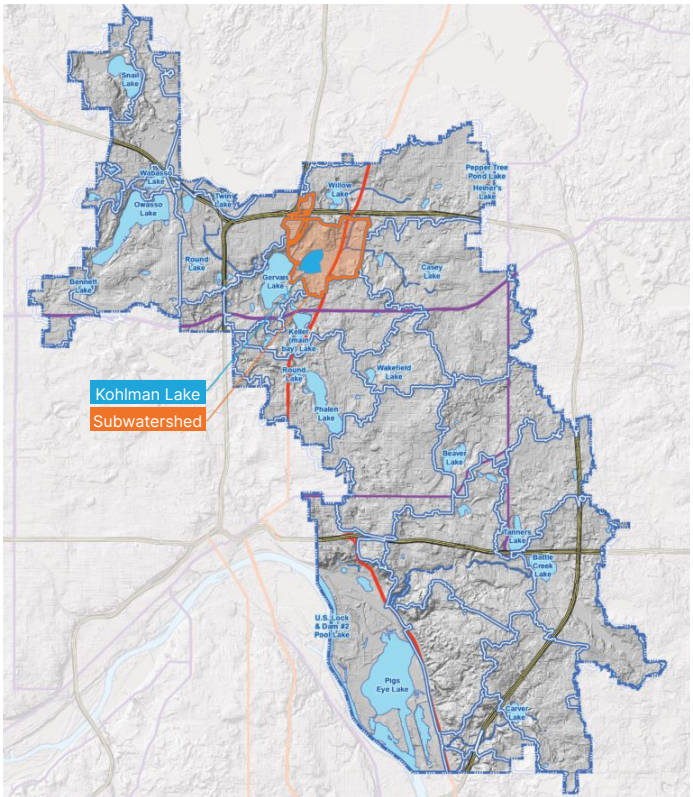 Snail
Lake
Wabasso
Lake
Owasso
Lake
Twin
Lake
Willow
Lake
Pepper Tree
Pond Lake
Heiner's
Lake
Round
Lake
Gervais
Lake
Casey
Lake
Bennett
Lake
Keller
(main
bay) Lake
Round
Lake
Wakefield
Lake
Kohlman Lake
Subwatershed
Phalen
Lake
Beaver
Lake
Tanners
Lake
Battle
Creek
Lake
U.S. Lock
& Dam #2
Pool Lake
Pigs
Eye Lake
Carver
Lake